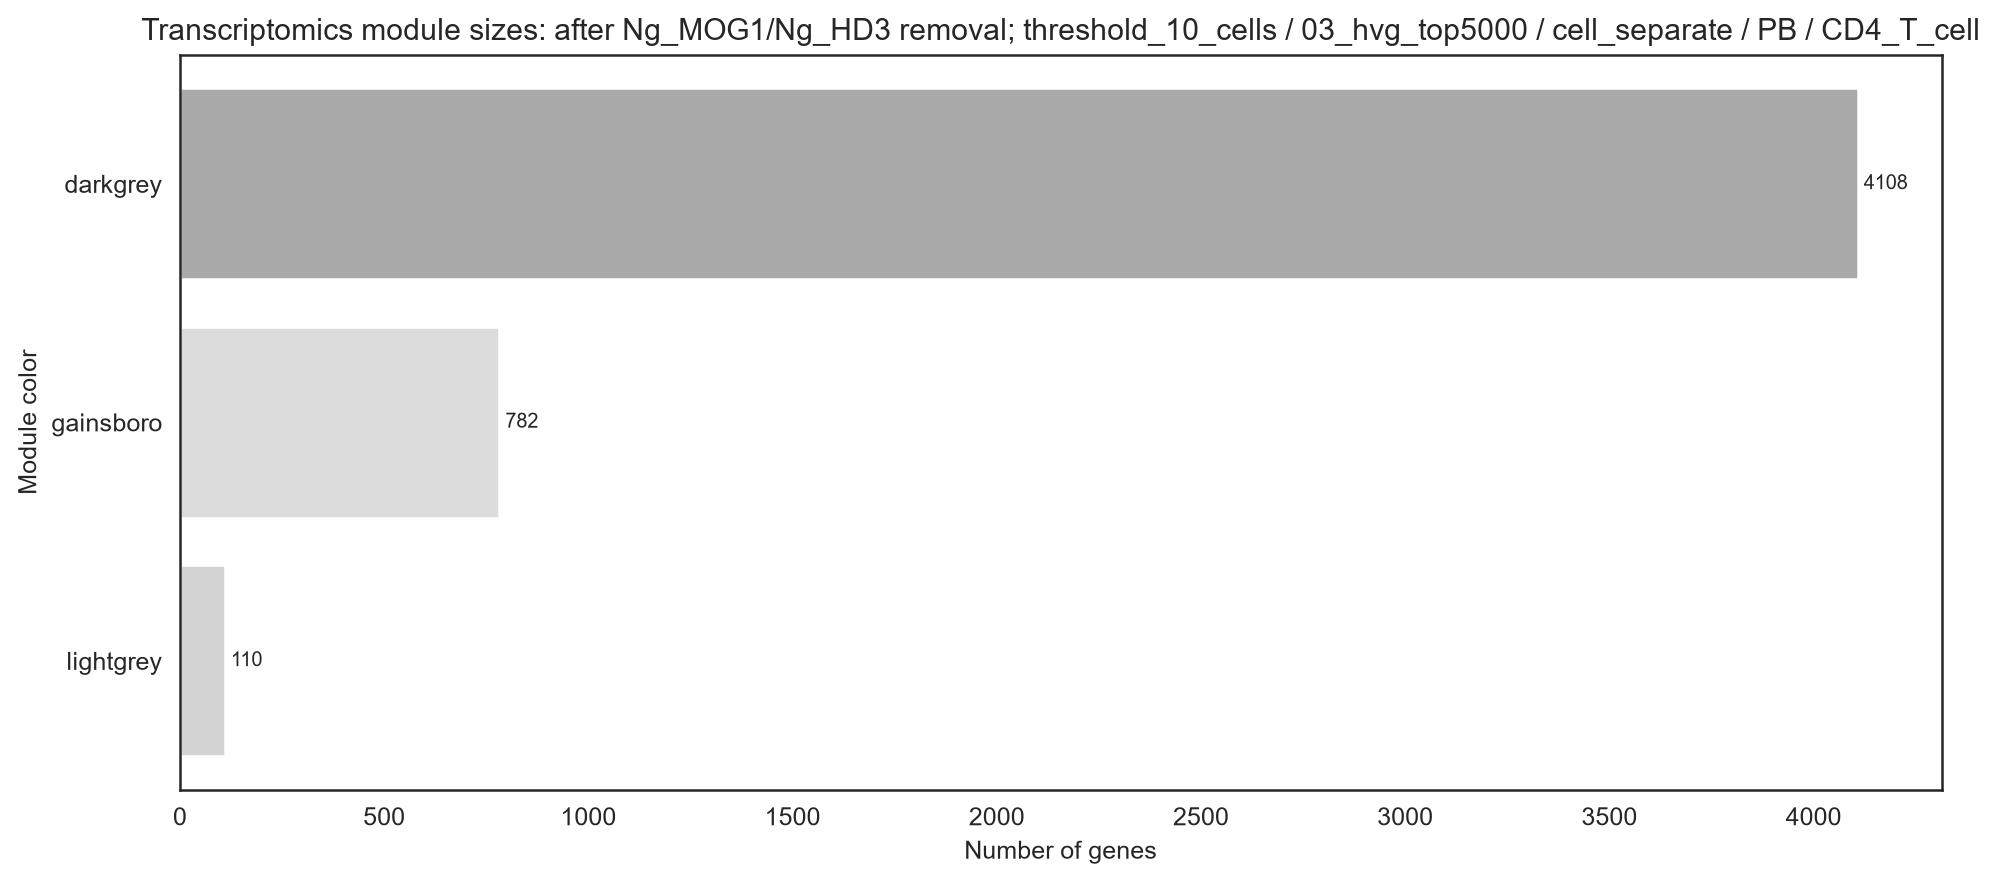 Transcriptomics module sizes: after Ng_MOG1/Ng_HD3 removal; threshold_10_cells / 03_hvg_top5000 / cell_separate / PB / CD4_T_cell
darkgrey
4108
gainsboro
782
lightgrey
110
Module color
0 500 1000 1500 2000 2500 3000 3500 4000
Number of genes